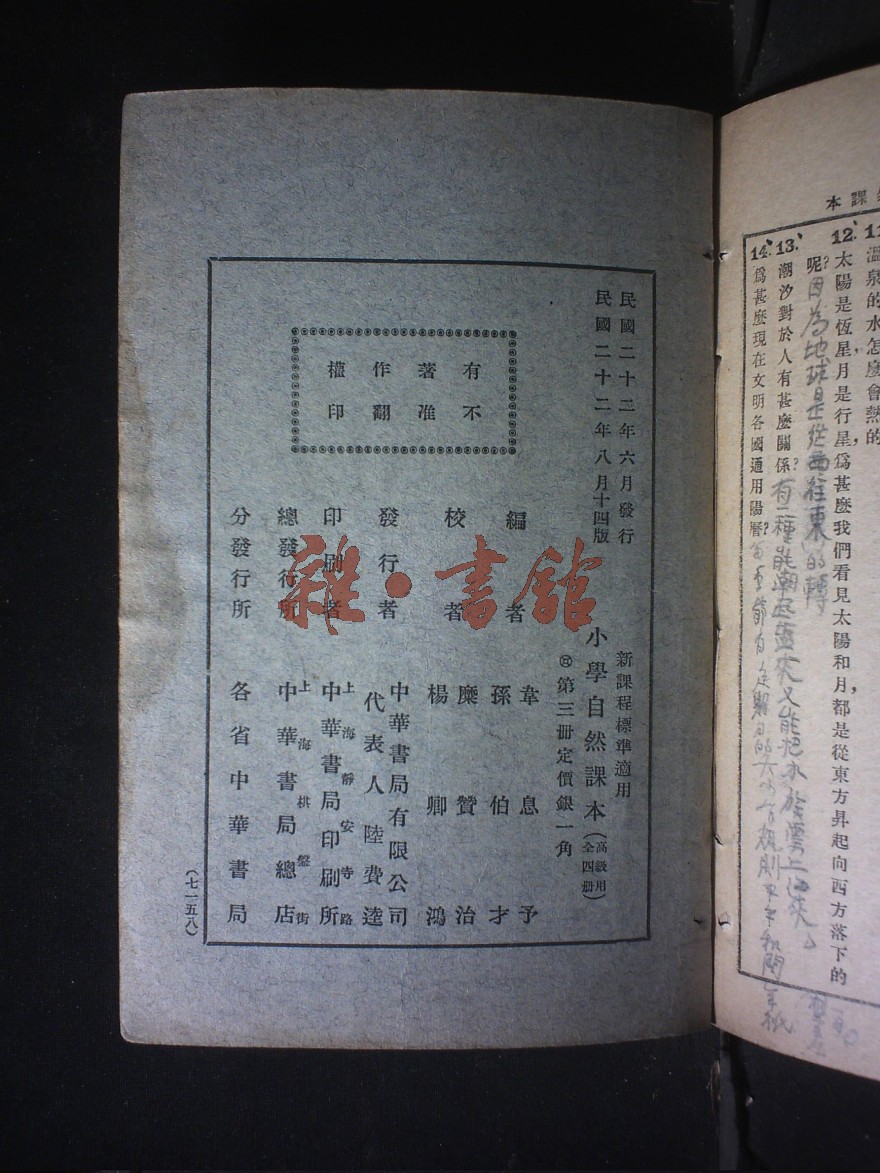 本課
溫泉的水怎麼會熱的
12. 太陽是恆星，月是行星，爲甚麼我們看見太陽和月，都是從東方昇起向西方落下的
呢？因為地球是從西往東的轉
13. 潮汐對於人有甚麼關係？
14. 爲甚麼現在文明各國通用陽曆？
民國二十二年六月發行
民國二十二年八月十四版
新課程標準適用
小學自然課本（高級用全四册）
第三册定價銀一角
有著作權
不准翻印
編者
韋息予
孫伯才
校者
糜贊治
楊卿鴻
發行者
中華書局有限公司
代表人陸費逵
印刷者
上海靜安寺路
中華書局印刷所
總發行所
上海棋盤街
中華書局總店
分發行所
各省中華書局
（七一五八）
雜·書館